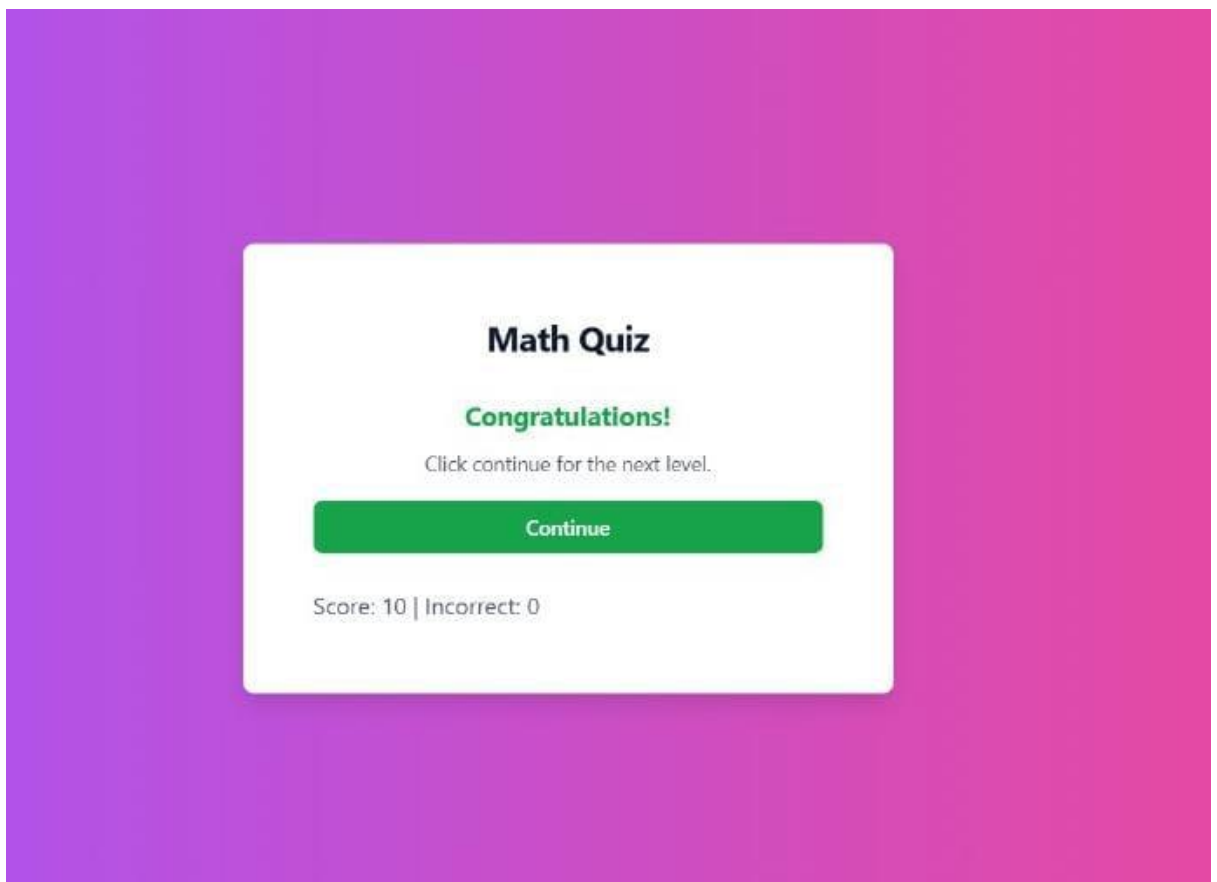 Math Quiz
Congratulations!
Click continue for the next level.
Continue
Score: 10 | Incorrect: 0